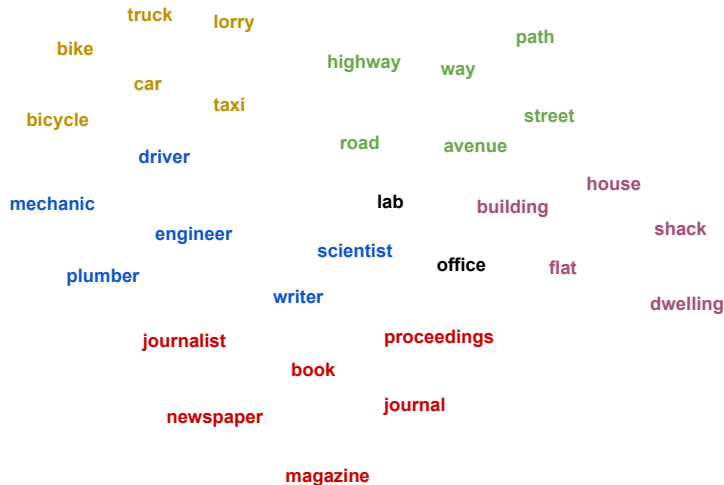 truck
lorry
path
bike
highway
way
car
taxi
bicycle
street
road
avenue
driver
house
mechanic
lab
building
shack
engineer
scientist
office
flat
plumber
writer
dwelling
journalist
proceedings
book
newspaper
journal
magazine